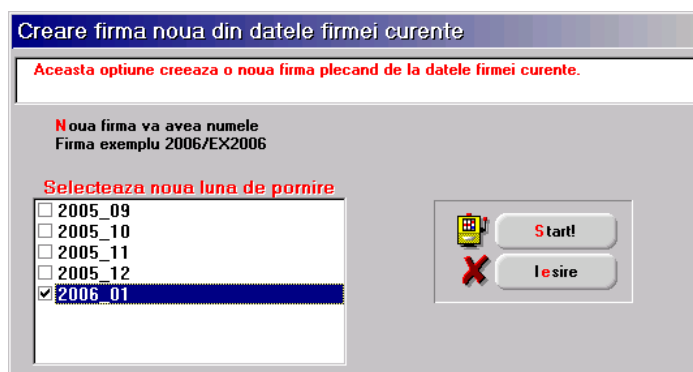 Creare firma noua din datele firmei curente
Aceasta optiune creeaza o noua firma plecand de la datele firmei curente.
Noua firma va avea numele
Firma exemplu 2006/EX2006
Selecteaza noua luna de pornire
2005_09
2005_10
2005_11
2005_12
2006_01
Start!
Iesire